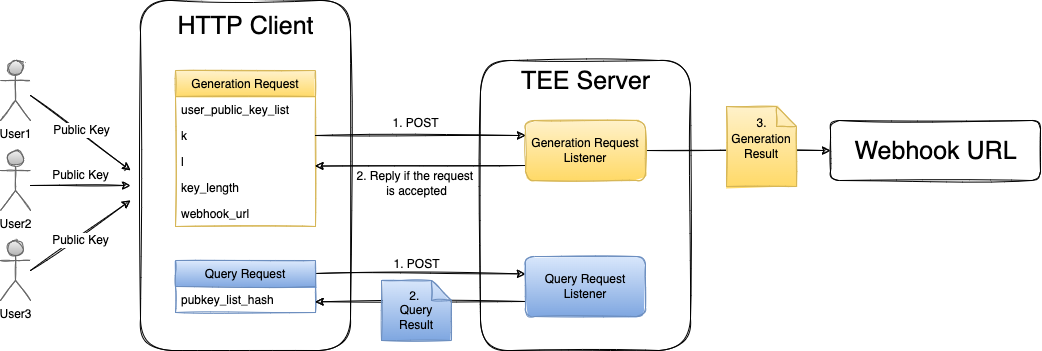 HTTP Client
TEE Server
Generation Request
user_public_key_list
k
l
key_length
webhook_url
User1
User2
User3
Public Key
Public Key
Public Key
1. POST
2. Reply if the request
is accepted
Generation Request
Listener
3.
Generation
Result
Webhook URL
Query Request
pubkey_list_hash
1. POST
2.
Query
Result
Query Request
Listener